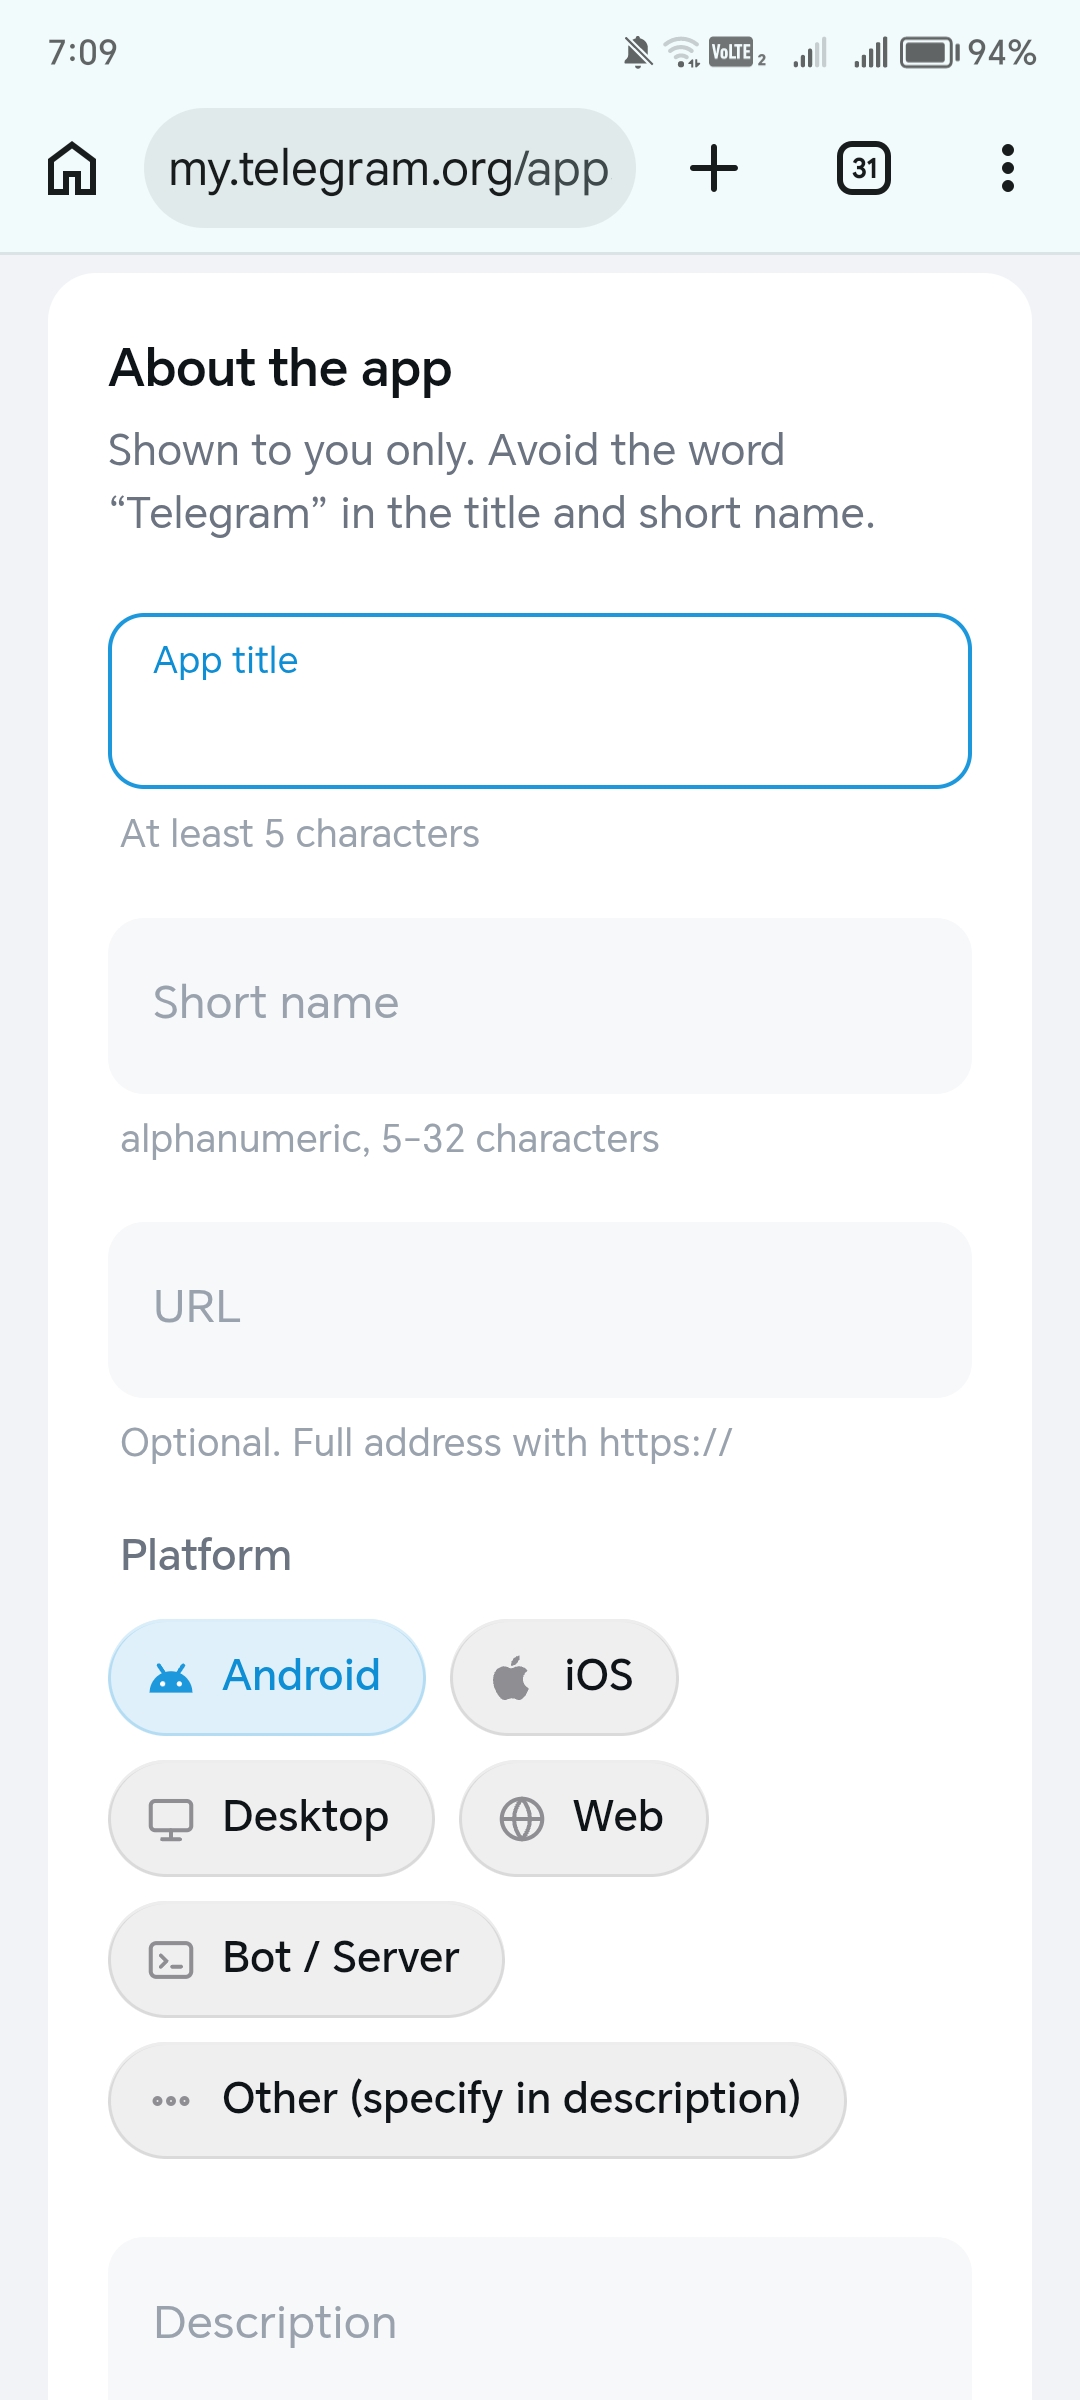 7:09
VoLTE 2 94%
my.telegram.org/app
31
About the app
Shown to you only. Avoid the word
“Telegram” in the title and short name.
App title
At least 5 characters
Short name
alphanumeric, 5-32 characters
URL
Optional. Full address with https://
Platform
Android
iOS
Desktop
Web
Bot / Server
Other (specify in description)
Description